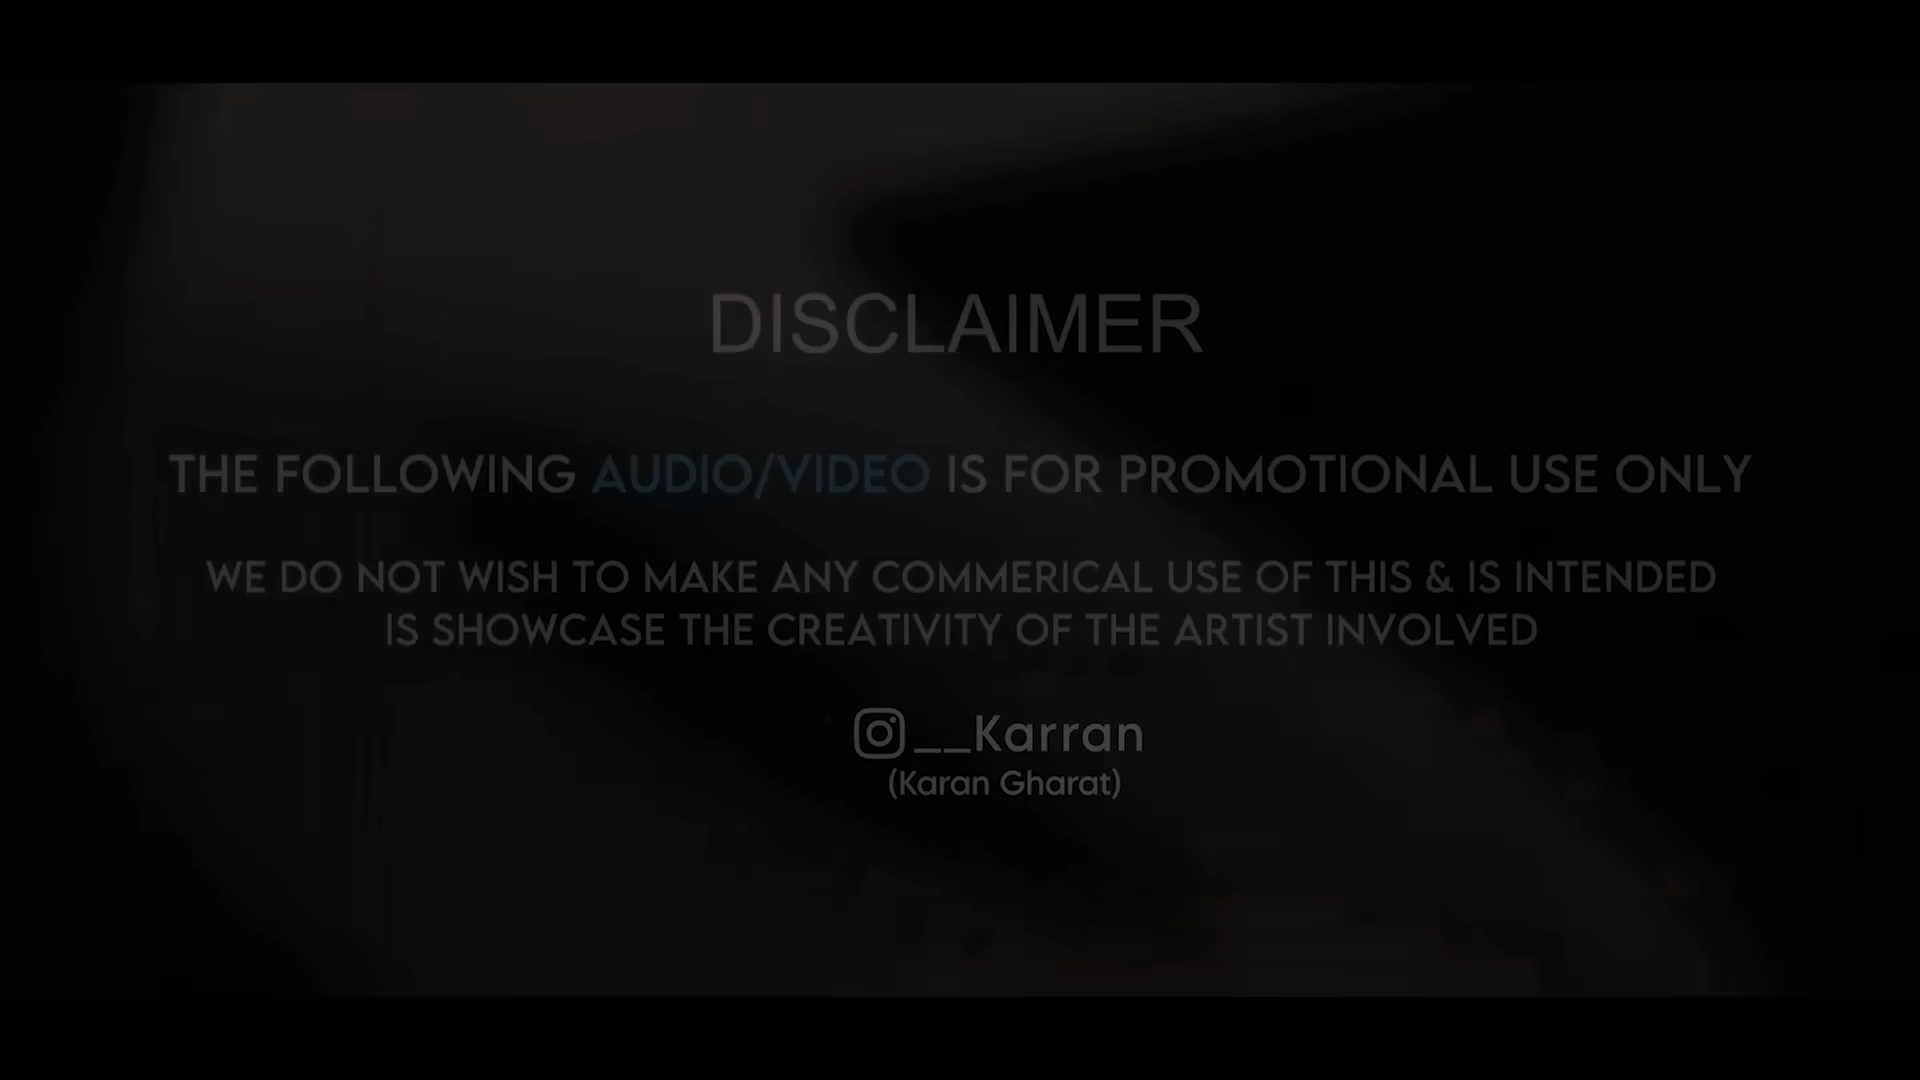 DISCLAIMER
THE FOLLOWING AUDIO/VIDEO IS FOR PROMOTIONAL USE ONLY
WE DO NOT WISH TO MAKE ANY COMMERICAL USE OF THIS & IS INTENDED
IS SHOWCASE THE CREATIVITY OF THE ARTIST INVOLVED
__Karran
(Karan Gharat)